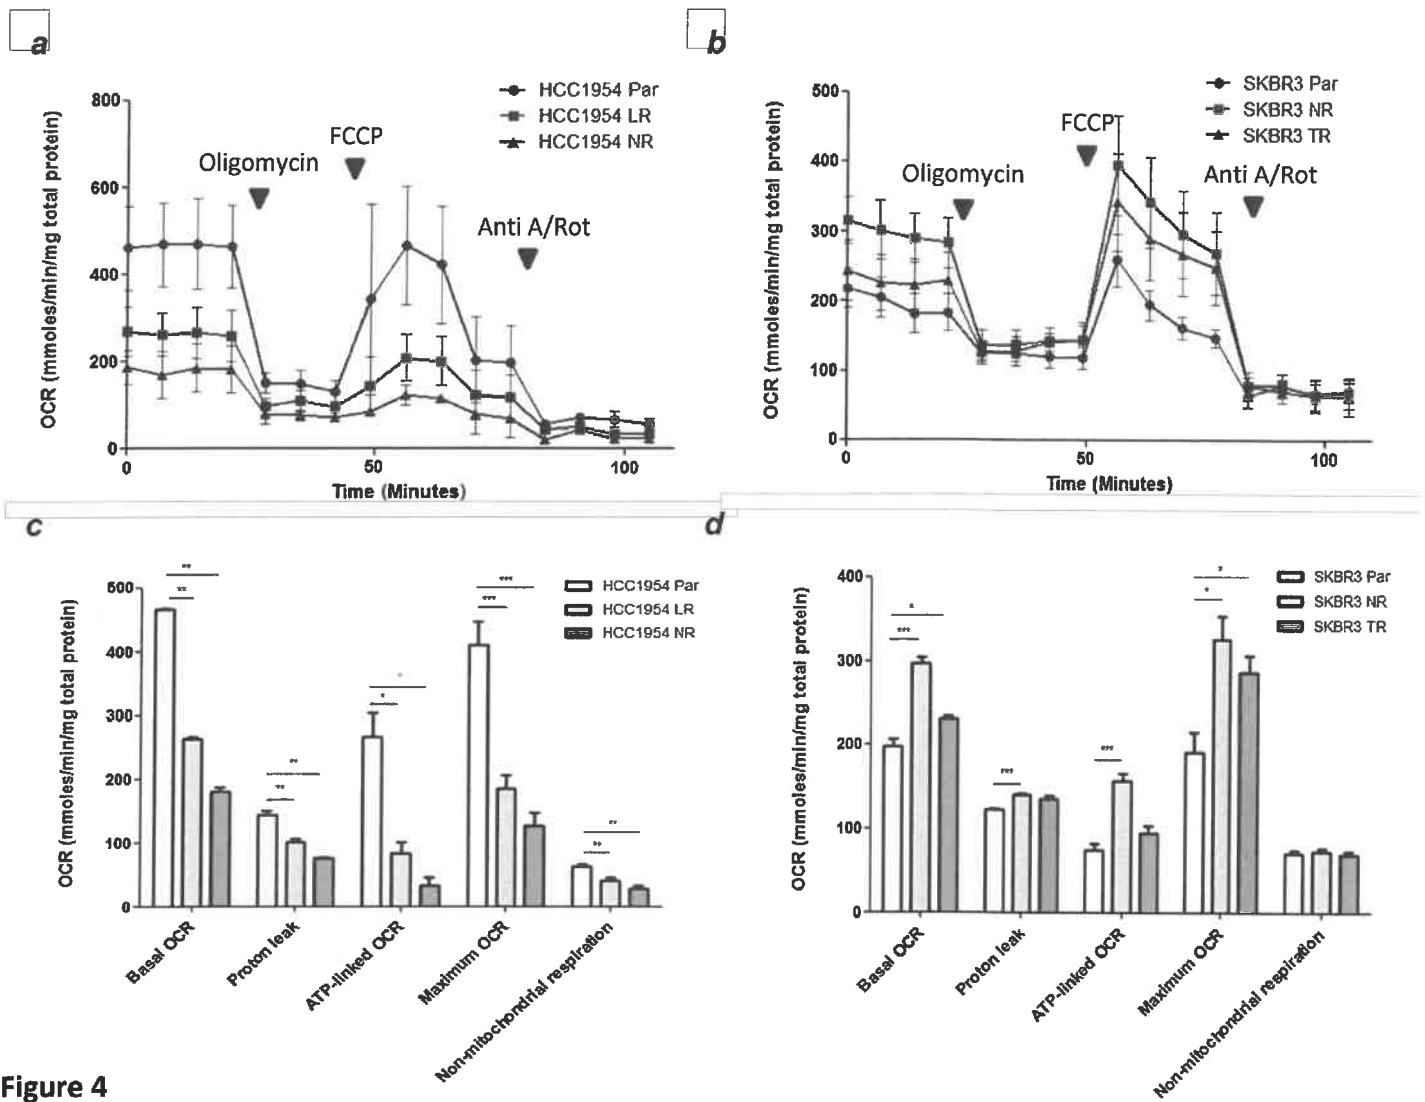 a
800
600
400
200
0
OCR (mmoles/min/mg total protein)
HCC1954 Par
HCC1954 LR
HCC1954 NR
Oligomycin
FCCP
Anti A/Rot
0
50
100
Time (Minutes)
b
500
400
300
200
100
0
OCR (mmoles/min/mg total protein)
SKBR3 Par
SKBR3 NR
SKBR3 TR
Oligomycin
FCCP
Anti A/Rot
0
50
100
Time (Minutes)
c
500
400
300
200
100
0
OCR (mmoles/min/mg total protein)
HCC1954 Par
HCC1954 LR
HCC1954 NR
**
**
**
**
*
*
***
***
**
**
Basal OCR
Proton leak
ATP-linked OCR
Maximum OCR
Non-mitochondrial respiration
d
400
300
200
100
0
OCR (mmoles/min/mg total protein)
SKBR3 Par
SKBR3 NR
SKBR3 TR
*
***
***
***
*
*
Basal OCR
Proton leak
ATP-linked OCR
Maximum OCR
Non-mitochondrial respiration
Figure 4